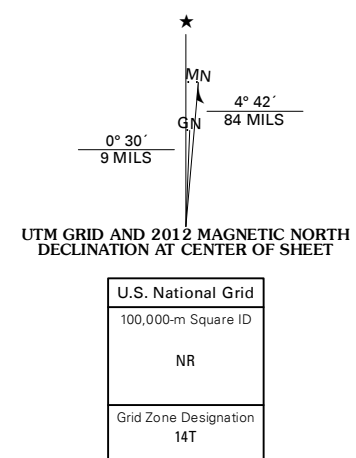 ★
MN
4° 42´
84 MILS
GN
0° 30´
9 MILS
UTM GRID AND 2012 MAGNETIC NORTH
DECLINATION AT CENTER OF SHEET
U.S. National Grid
100,000-m Square ID
NR
Grid Zone Designation
14T